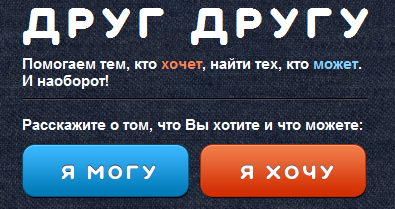 ДРУГ ДРУГУ
Помогаем тем, кто хочет, найти тех, кто может.
И наоборот!
Расскажите о том, что Вы хотите и что можете:
Я МОГУ Я ХОЧУ